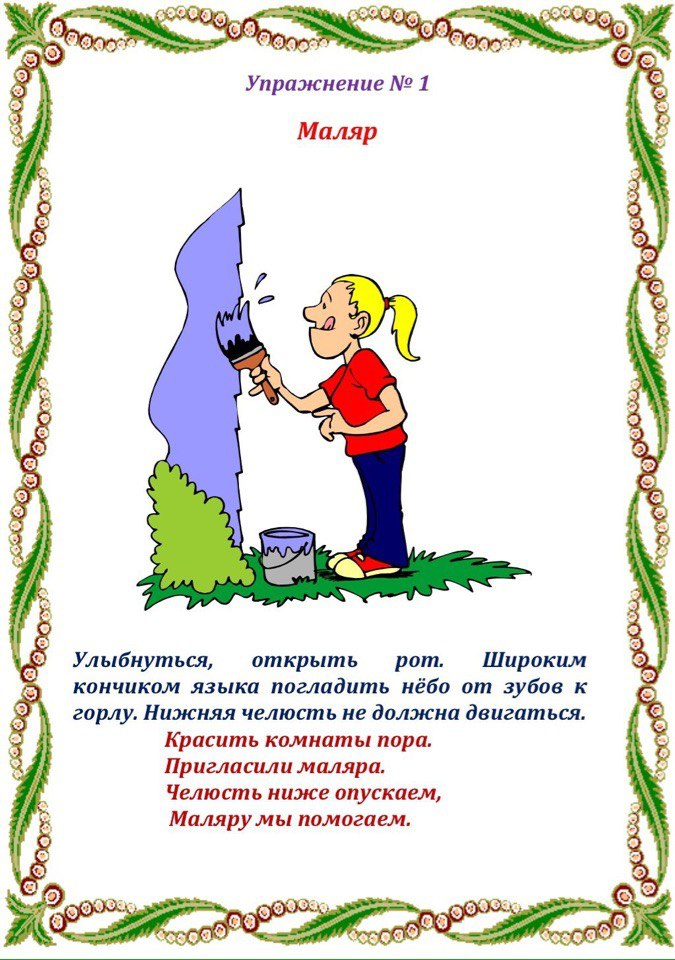 Упражнение № 1
Маляр
Улыбнуться, открыть рот. Широким
кончиком языка погладить нёбо от зубов к
горлу. Нижняя челюсть не должна двигаться.
Красить комнаты пора.
Пригласили маляра.
Челюсть ниже опускаем,
Маляру мы помогаем.